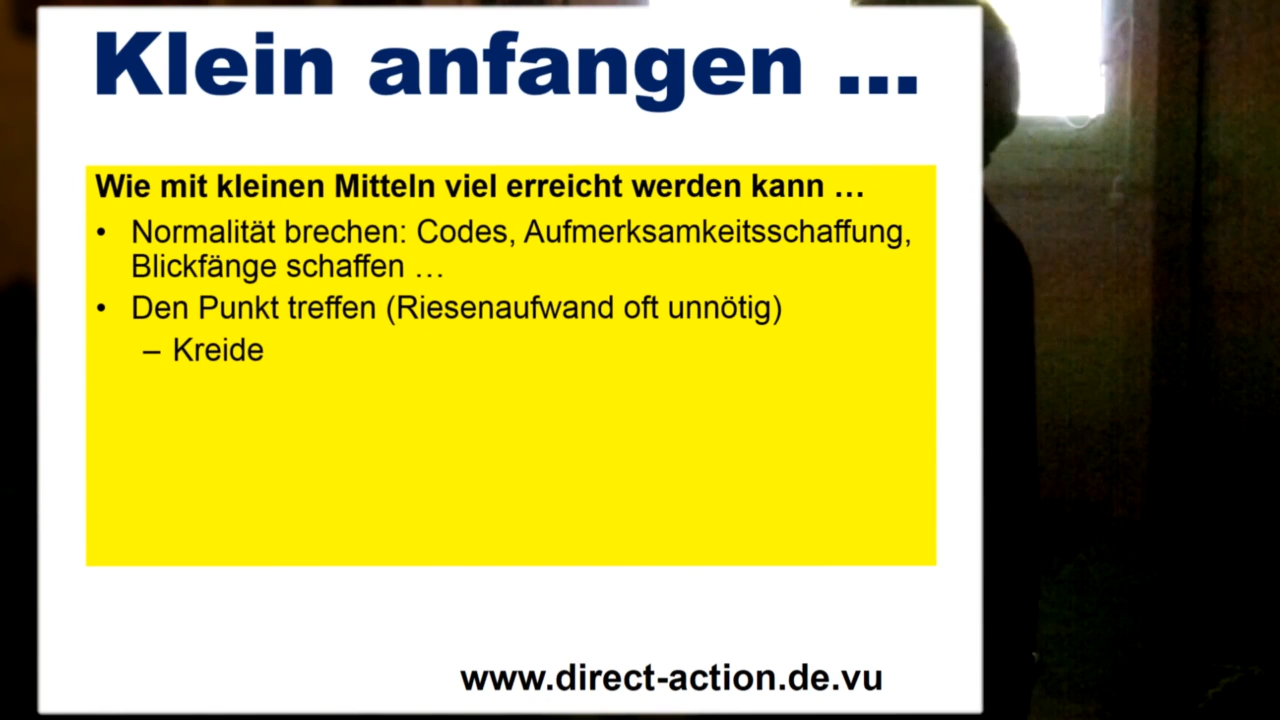 Klein anfangen ...
Wie mit kleinen Mitteln viel erreicht werden kann …
• Normalität brechen: Codes, Aufmerksamkeitsschaffung,
Blickfänge schaffen …
• Den Punkt treffen (Riesenaufwand oft unnötig)
– Kreide
www.direct-action.de.vu